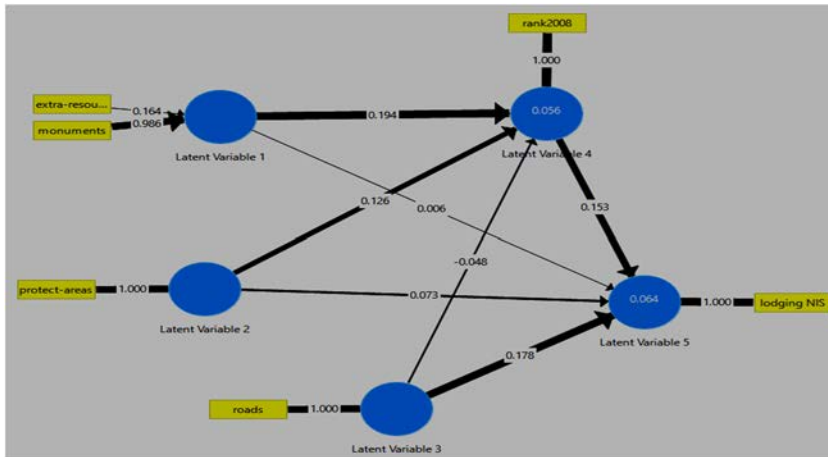 rank2008
1.000
extra-resou...
0.164
monuments
0.986
0.194
0.056
Latent Variable 1
Latent Variable 4
0.126
0.006
0.153
-0.048
protect-areas
1.000
0.073
0.064
1.000
lodging NIS
Latent Variable 2
Latent Variable 5
0.178
roads
1.000
Latent Variable 3